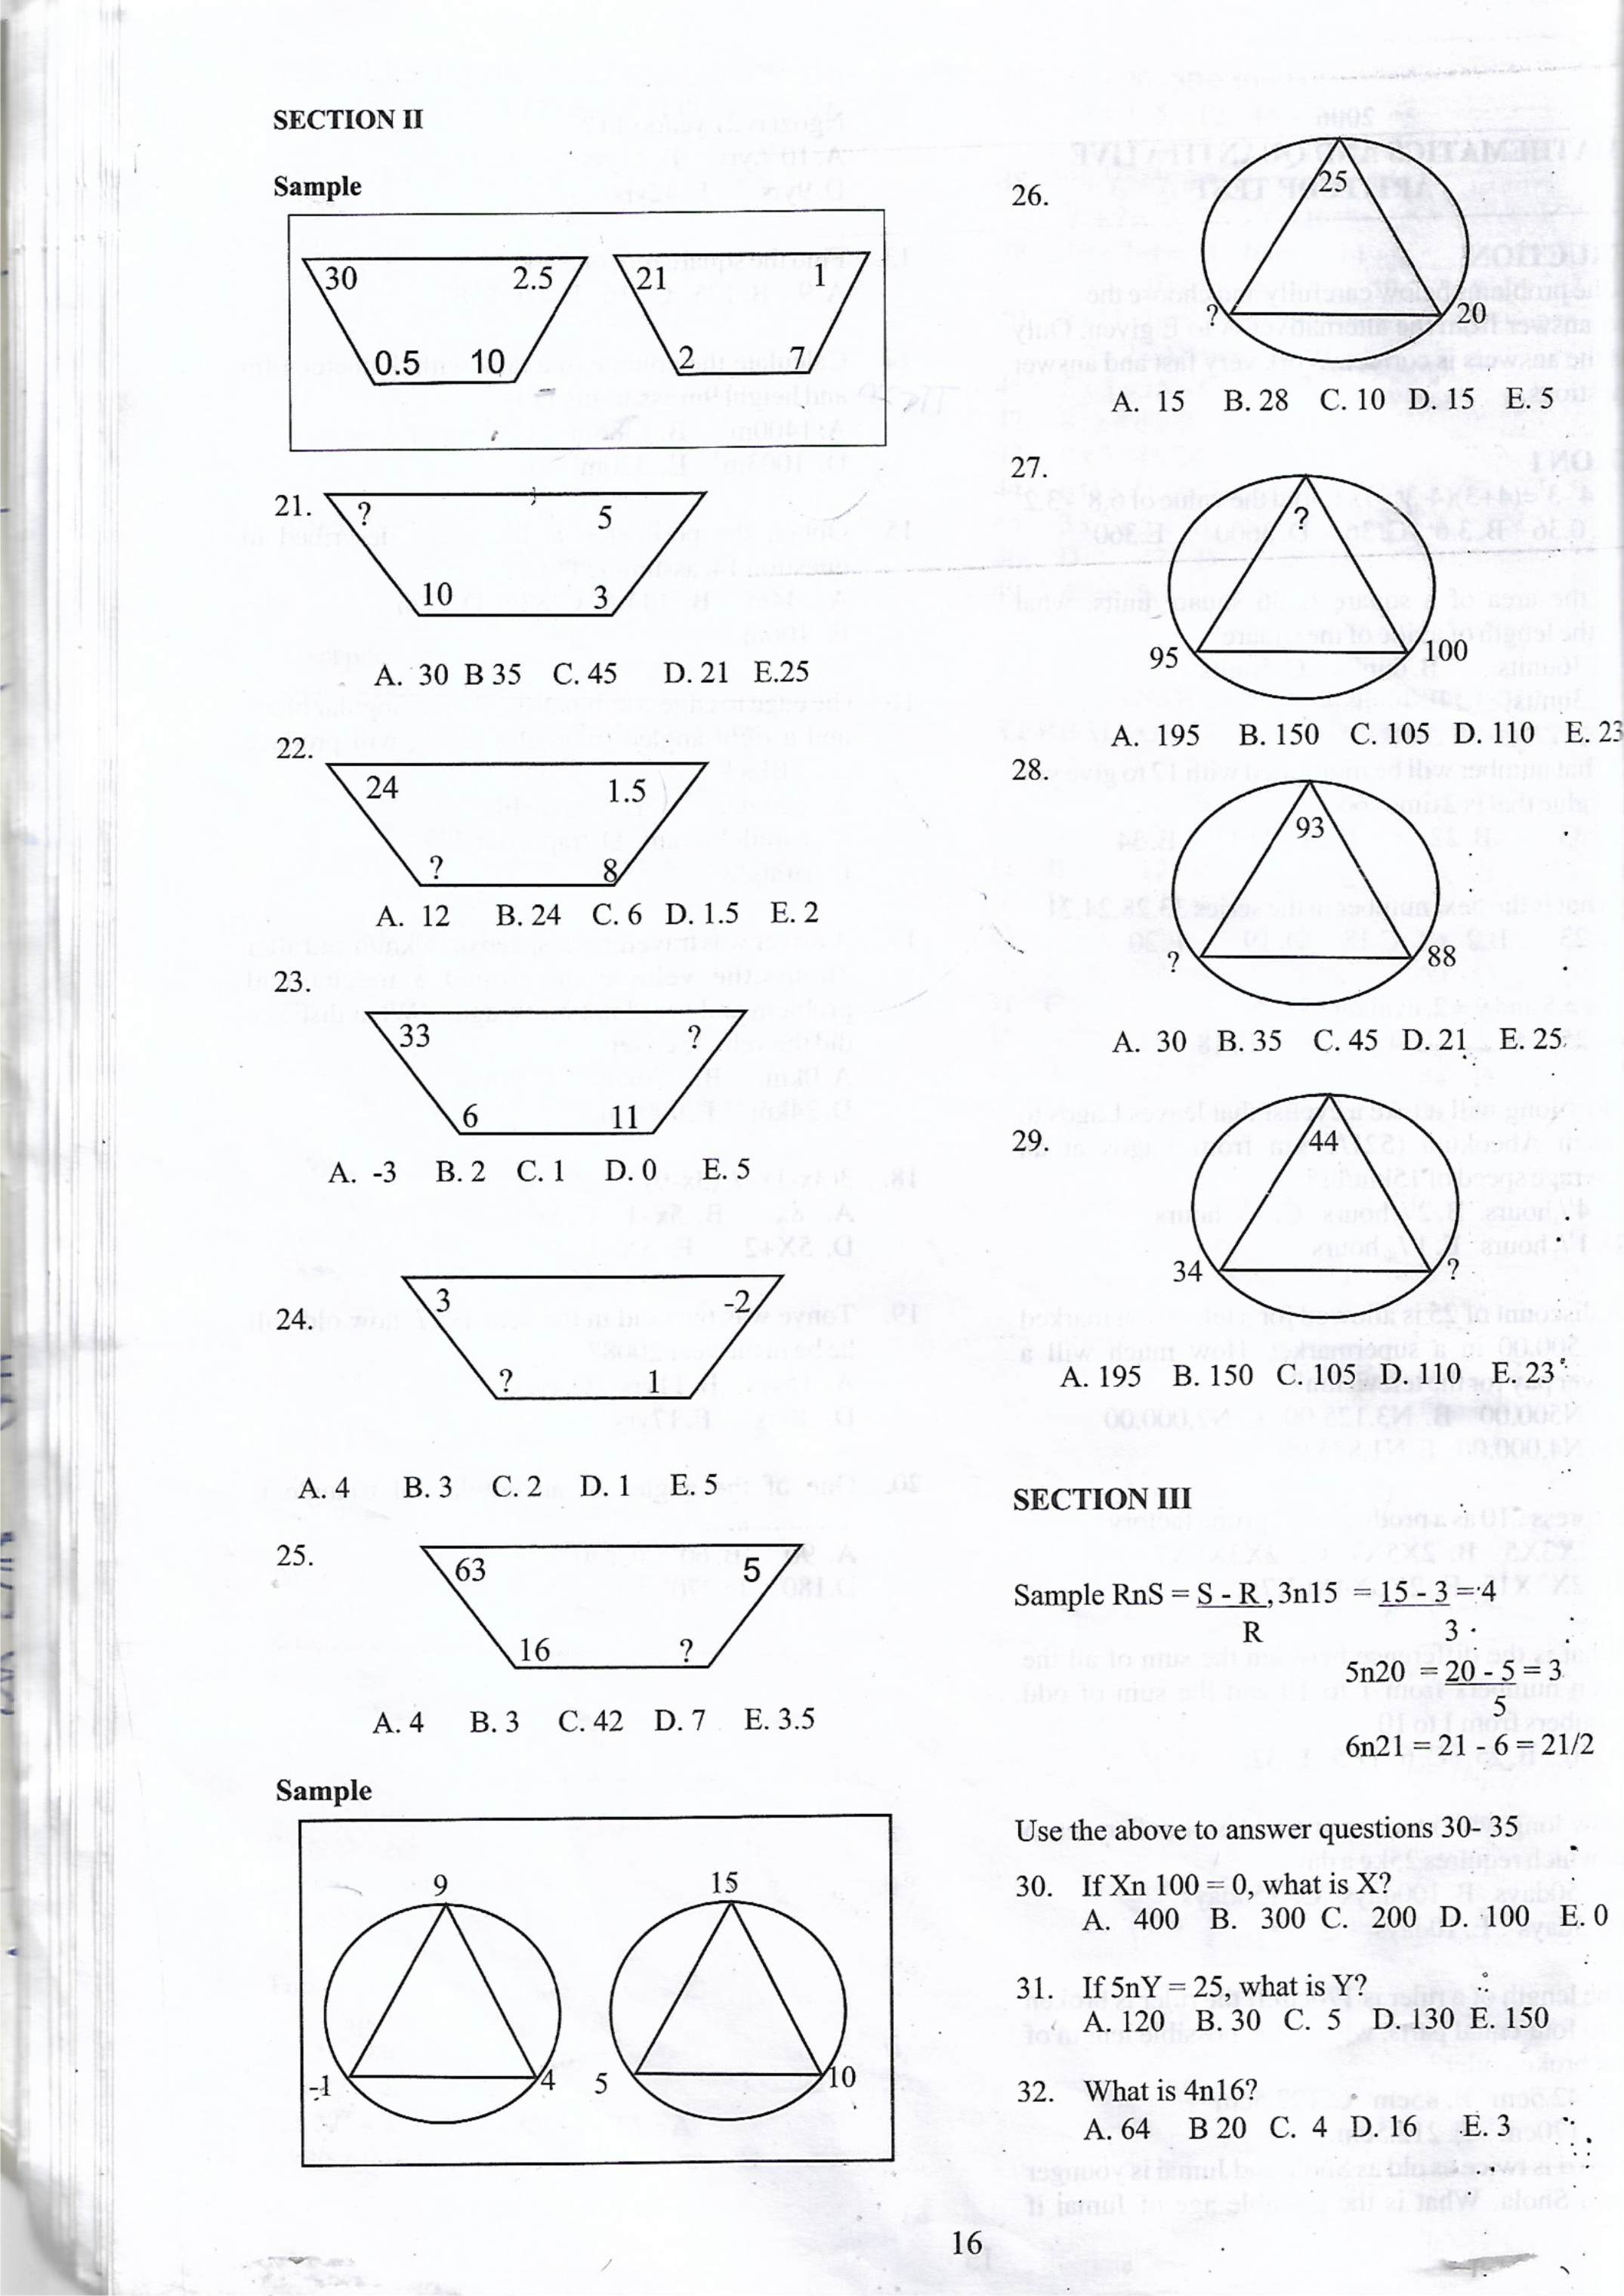 SECTION II
Sample
30 2.5
0.5 10
21 1
2 7
21. ? 5
10 3
A. 30 B 35 C. 45 D. 21 E.25
22.
24 1.5
? 8
A. 12 B. 24 C. 6 D. 1.5 E. 2
23.
33 ?
6 11
A. -3 B. 2 C. 1 D. 0 E. 5
24.
3 -2
? 1
A. 4 B. 3 C. 2 D. 1 E. 5
25.
63 5
16 ?
A. 4 B. 3 C. 42 D. 7 E. 3.5
Sample
9
-1 4
15
5 10
26.
25
? 20
A. 15 B. 28 C. 10 D. 15 E. 5
27.
?
95 100
A. 195 B. 150 C. 105 D. 110 E. 23
28.
93
? 88
A. 30 B. 35 C. 45 D. 21 E. 25
29.
44
34 ?
A. 195 B. 150 C. 105 D. 110 E. 23
SECTION III
Sample RnS = S - R , 3n15 = 15 - 3 = 4
R 3
5n20 = 20 - 5 = 3
5
6n21 = 21 - 6 = 21/2
Use the above to answer questions 30- 35
30. If Xn 100 = 0, what is X?
A. 400 B. 300 C. 200 D. 100 E. 0
31. If 5nY = 25, what is Y?
A. 120 B. 30 C. 5 D. 130 E. 150
32. What is 4n16?
A. 64 B 20 C. 4 D. 16 E. 3
16